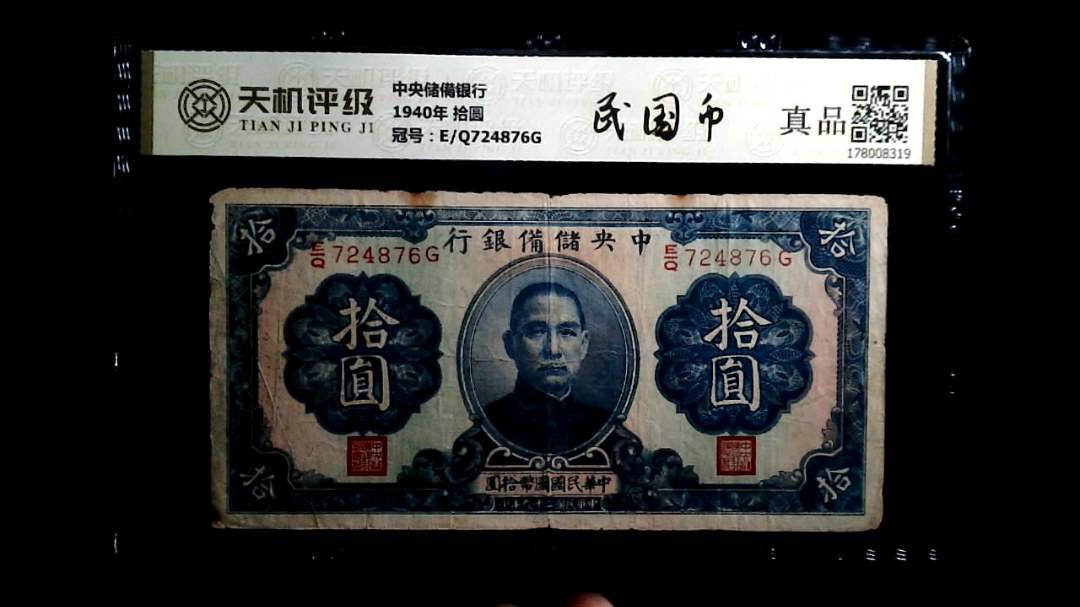 天机评级
TIAN JI PING JI
中央储備银行
1940年 拾圆
冠号：E/Q724876G
民国币
真品
178008319
行銀備儲央中
E/Q 724876G
E/Q 724876G
拾
拾
拾圓
拾圓
圓拾幣國國民華中
拾
拾